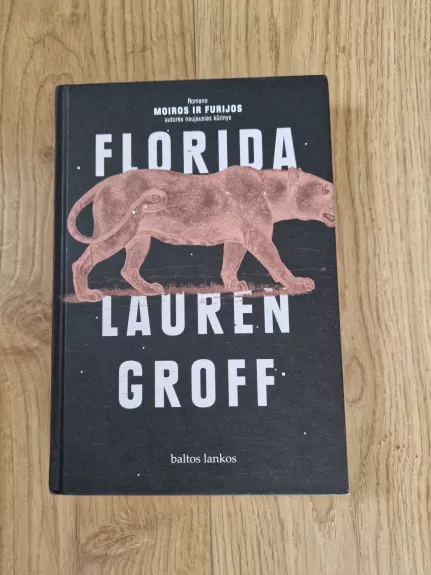 Romano
MOIROS IR FURIJOS
autorės naujausias kūrinys
FLORIDA
LAUREN
GROFF
baltos lankos